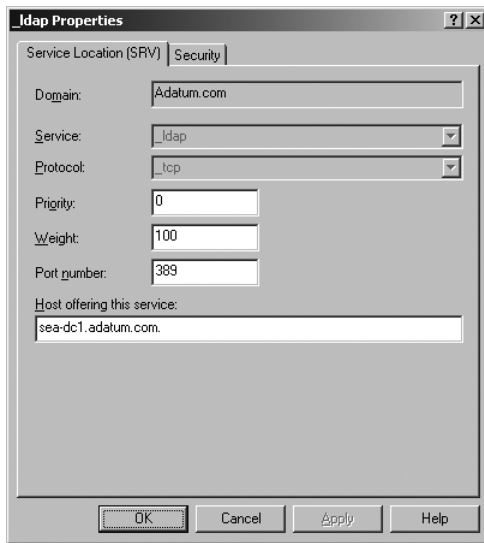 _ldap Properties
Service Location (SRV) Security
Domain: Adatum.com
Service: _ldap
Protocol: _tcp
Priority: 0
Weight: 100
Port number: 389
Host offering this service:
sea-dc1.adatum.com.
OK Cancel Apply Help